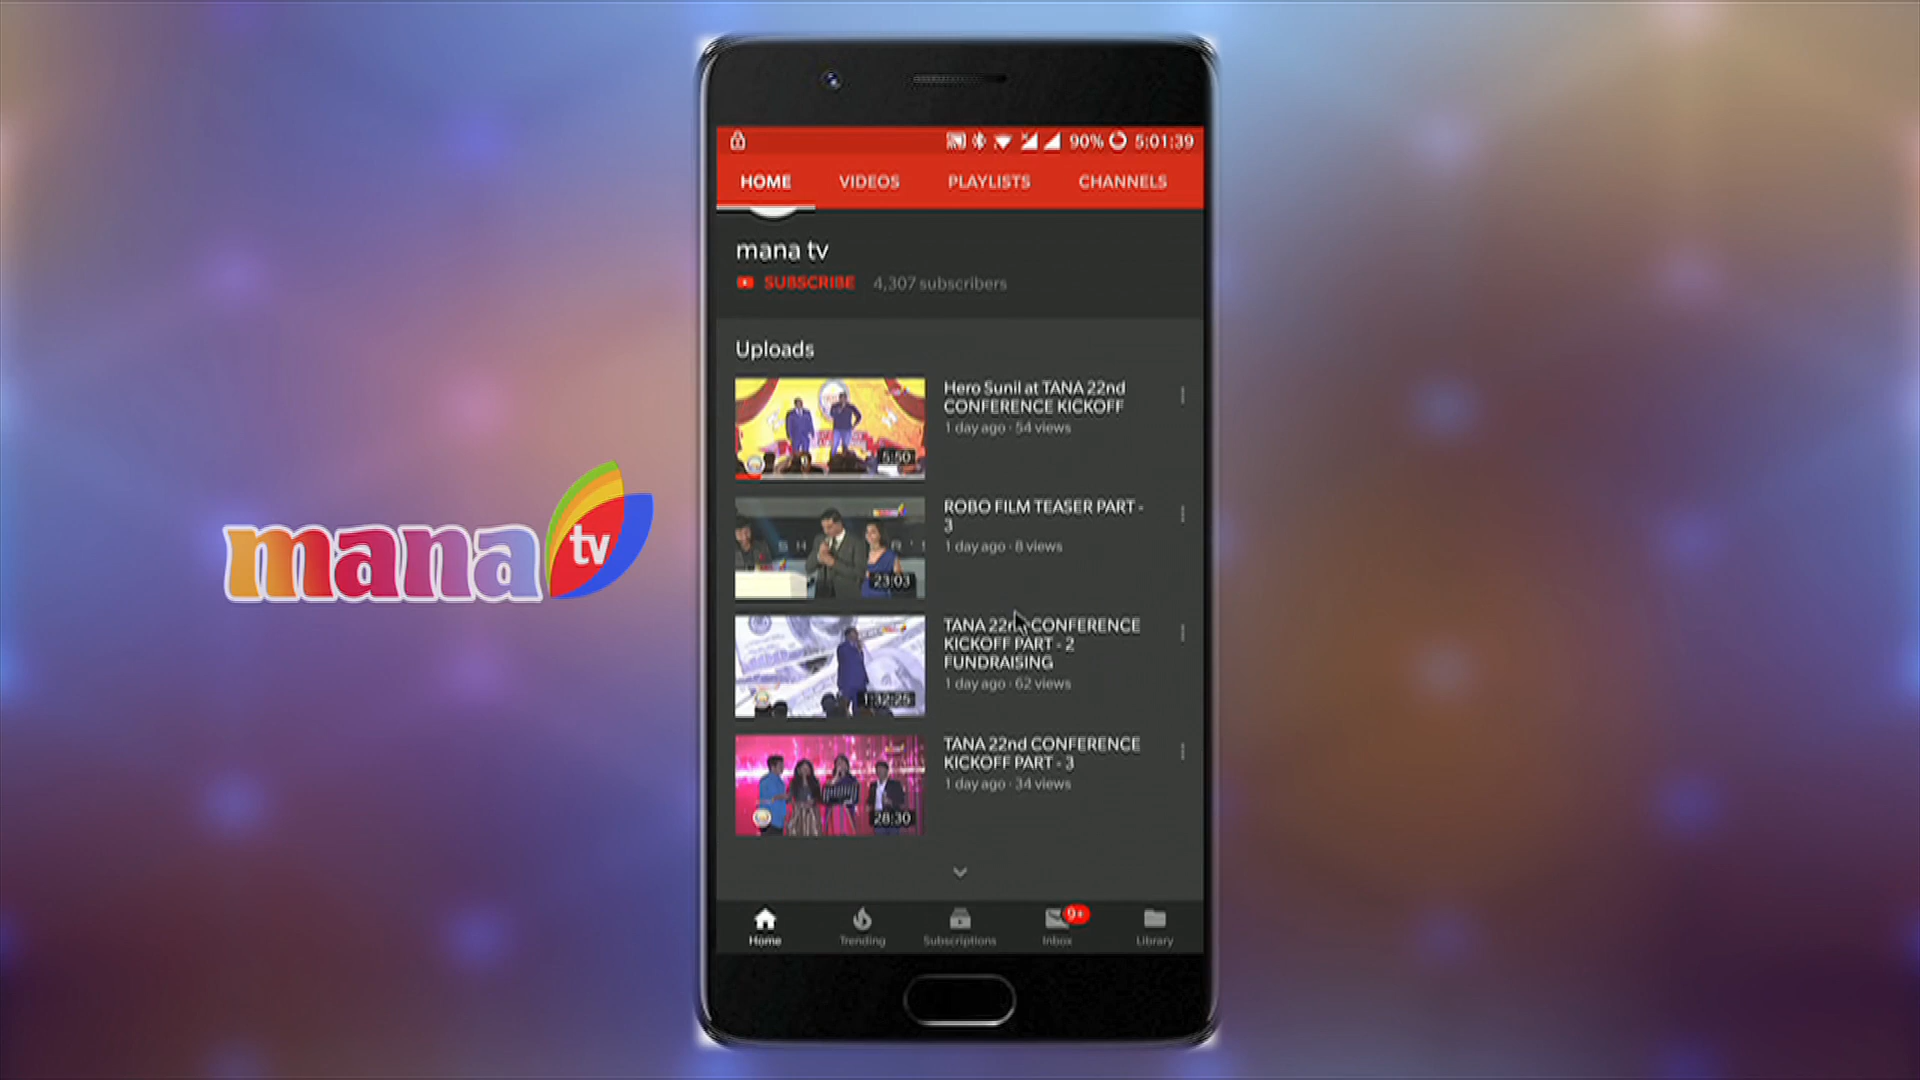 90% 5:01:39
HOME VIDEOS PLAYLISTS CHANNELS
mana tv
SUBSCRIBE 4,307 subscribers
Uploads
Hero Sunil at TANA 22nd
CONFERENCE KICKOFF
1 day ago · 54 views
5:50
ROBO FILM TEASER PART -
3
1 day ago · 8 views
23:03
TANA 22nd CONFERENCE
KICKOFF PART - 2
FUNDRAISING
1 day ago · 62 views
1:32:25
TANA 22nd CONFERENCE
KICKOFF PART - 3
1 day ago · 34 views
28:30
Home Trending Subscriptions Inbox 9+ Library
mana tv